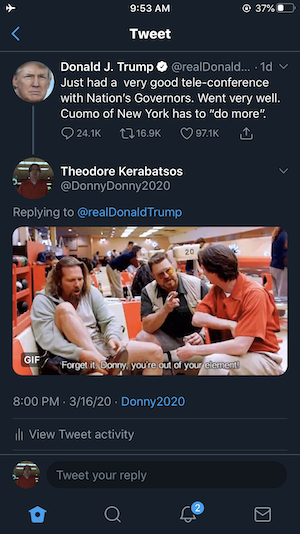 9:53 AM
37%
Tweet
Donald J. Trump @realDonald... · 1d
Just had a very good tele-conference
with Nation's Governors. Went very well.
Cuomo of New York has to "do more".
24.1K 16.9K 97.1K
Theodore Kerabatsos
@DonnyDonny2020
Replying to @realDonaldTrump
20
GIF
Forget it, Donny, you're out of your element!
8:00 PM · 3/16/20 · Donny2020
View Tweet activity
Tweet your reply
2